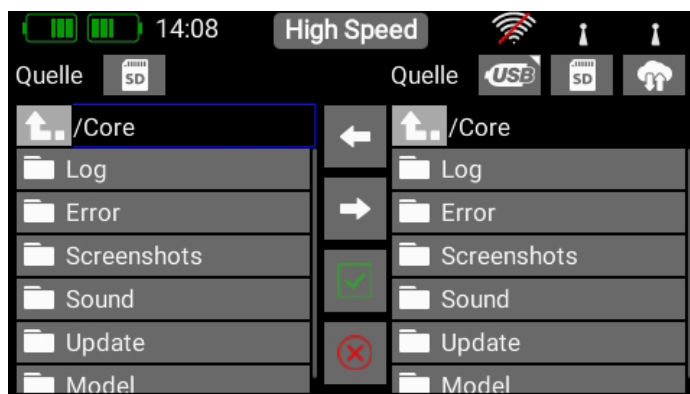 14:08 High Speed
Quelle SD
Quelle USB SD
/Core
Log
Error
Screenshots
Sound
Update
Model
/Core
Log
Error
Screenshots
Sound
Update
Model